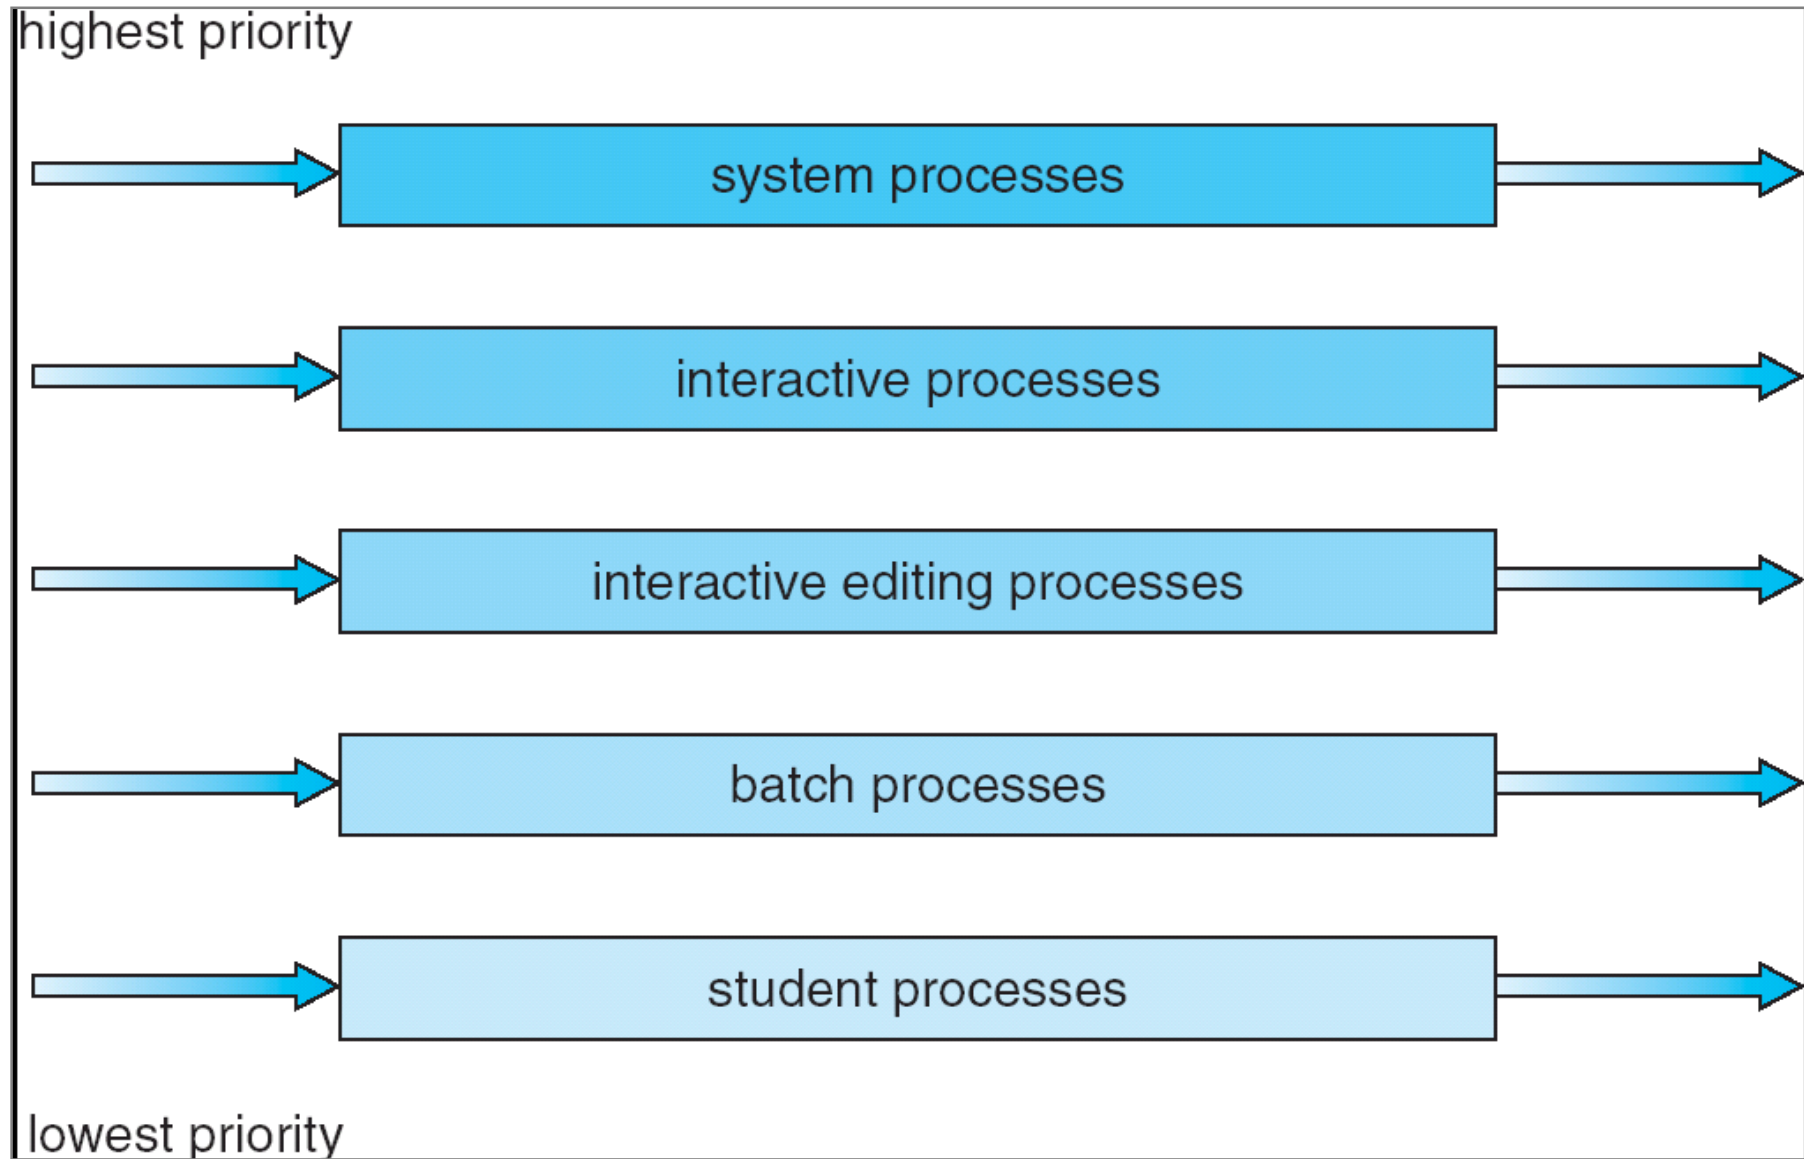 highest priority
system processes
interactive processes
interactive editing processes
batch processes
student processes
lowest priority